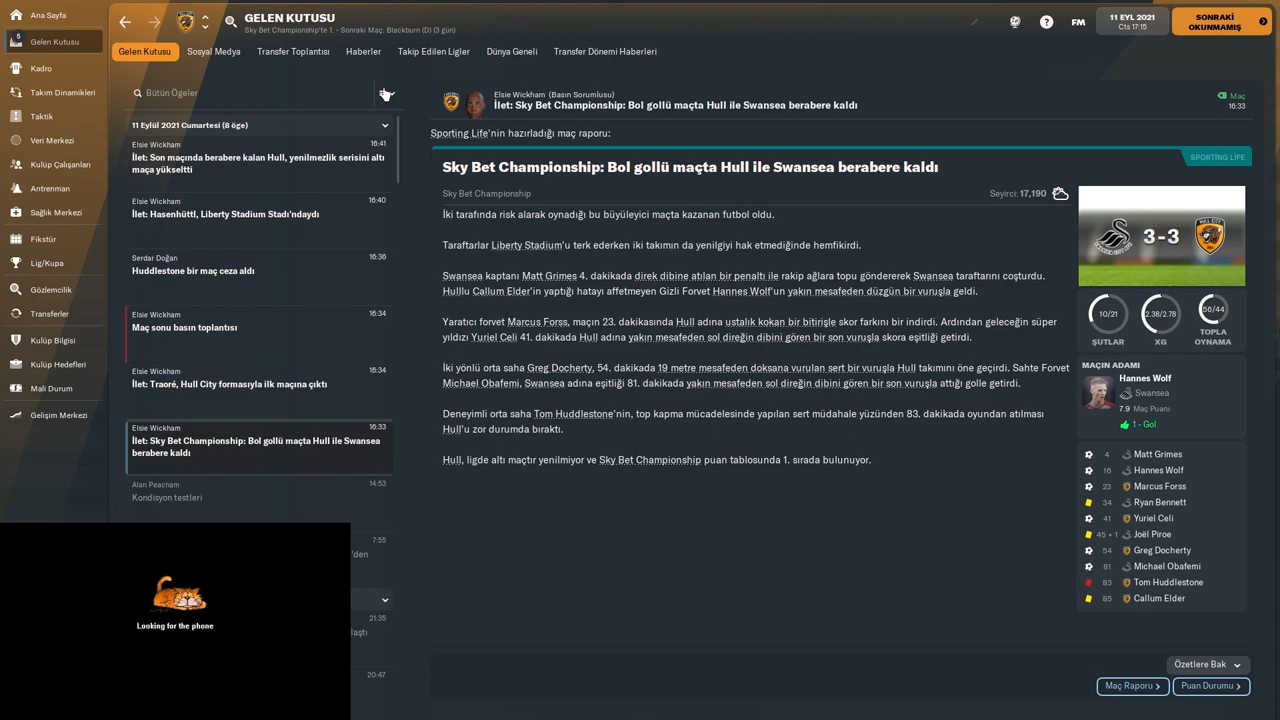 Ana Sayfa
5
Gelen Kutusu
Kadro
Takım Dinamikleri
Taktik
Veri Merkezi
Kulüp Çalışanları
Antrenman
Sağlık Merkezi
Fikstür
Lig/Kupa
Gözlemcilik
Transferler
Kulüp Bilgisi
Kulüp Hedefleri
Mali Durum
Gelişim Merkezi
GELEN KUTUSU
Sky Bet Championship'te 1. - Sonraki Maç: Blackburn (D) (3 gün)
FM
11 EYL 2021
Cts 17:15
SONRAKİ
OKUNMAMIŞ
Gelen Kutusu
Sosyal Medya
Transfer Toplantısı
Haberler
Takip Edilen Ligler
Dünya Geneli
Transfer Dönemi Haberleri
Bütün Ögeler
11 Eylül 2021 Cumartesi (8 öge)
Elsie Wickham
16:41
İlet: Son maçında berabere kalan Hull, yenilmezlik serisini altı
maça yükseltti
Elsie Wickham
16:40
İlet: Hasenhüttl, Liberty Stadium Stadı'ndaydı
Serdar Doğan
16:36
Huddlestone bir maç ceza aldı
Elsie Wickham
16:34
Maç sonu basın toplantısı
Elsie Wickham
16:34
İlet: Traoré, Hull City formasıyla ilk maçına çıktı
Elsie Wickham
16:33
İlet: Sky Bet Championship: Bol gollü maçta Hull ile Swansea
berabere kaldı
Alan Peacham
14:53
Kondisyon testleri
7:55
'den
21:35
laştı
20:47
Looking for the phone
Elsie Wickham (Basın Sorumlusu)
İlet: Sky Bet Championship: Bol gollü maçta Hull ile Swansea berabere kaldı
Maç
16:33
Sporting Life'nin hazırladığı maç raporu:
SPORTING LIFE
Sky Bet Championship: Bol gollü maçta Hull ile Swansea berabere kaldı
Sky Bet Championship
Seyirci: 17,190
İki tarafında risk alarak oynadığı bu büyüleyici maçta kazanan futbol oldu.
Taraftarlar Liberty Stadium'u terk ederken iki takımın da yenilgiyi hak etmediğinde hemfikirdi.
Swansea kaptanı Matt Grimes 4. dakikada direk dibine atılan bir penaltı ile rakip ağlara topu göndererek Swansea taraftarını coşturdu.
Hulllu Callum Elder'in yaptığı hatayı affetmeyen Gizli Forvet Hannes Wolf'un yakın mesafeden düzgün bir vuruşla geldi.
Yaratıcı forvet Marcus Forss, maçın 23. dakikasında Hull adına ustalık kokan bir bitirişle skor farkını bir indirdi. Ardından geleceğin süper
yıldızı Yuriel Celi 41. dakikada Hull adına yakın mesafeden sol direğin dibini gören bir son vuruşla skora eşitliği getirdi.
İki yönlü orta saha Greg Docherty, 54. dakikada 19 metre mesafeden doksana vurulan sert bir vuruşla Hull takımını öne geçirdi. Sahte Forvet
Michael Obafemi, Swansea adına eşitliği 81. dakikada yakın mesafeden sol direğin dibini gören bir son vuruşla attığı golle getirdi.
Deneyimli orta saha Tom Huddlestone'nin, top kapma mücadelesinde yapılan sert müdahale yüzünden 83. dakikada oyundan atılması
Hull'u zor durumda bıraktı.
Hull, ligde altı maçtır yenilmiyor ve Sky Bet Championship puan tablosunda 1. sırada bulunuyor.
3-3
10/21
2.38/2.78
56/44
ŞUTLAR
XG
TOPLA
OYNAMA
MAÇIN ADAMI
Hannes Wolf
Swansea
7.9 Maç Puanı
1 - Gol
4 Matt Grimes
16 Hannes Wolf
23 Marcus Forss
34 Ryan Bennett
41 Yuriel Celi
45 + 1 Joël Piroe
54 Greg Docherty
81 Michael Obafemi
83 Tom Huddlestone
85 Callum Elder
Özetlere Bak
Maç Raporu
Puan Durumu